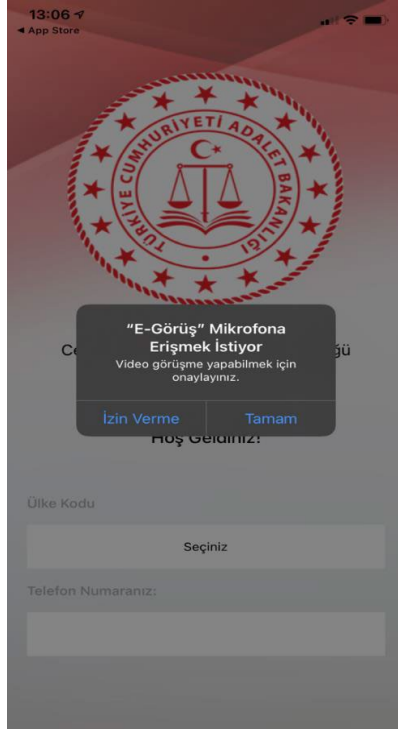 13:06
◀ App Store
TÜRKİYE CUMHURİYETİ ADALET BAKANLIĞI
"E-Görüş" Mikrofona
Erişmek İstiyor
Video görüşme yapabilmek için
onaylayınız.
İzin Verme
Tamam
Hoş Geldiniz!
Ülke Kodu
Seçiniz
Telefon Numaranız: